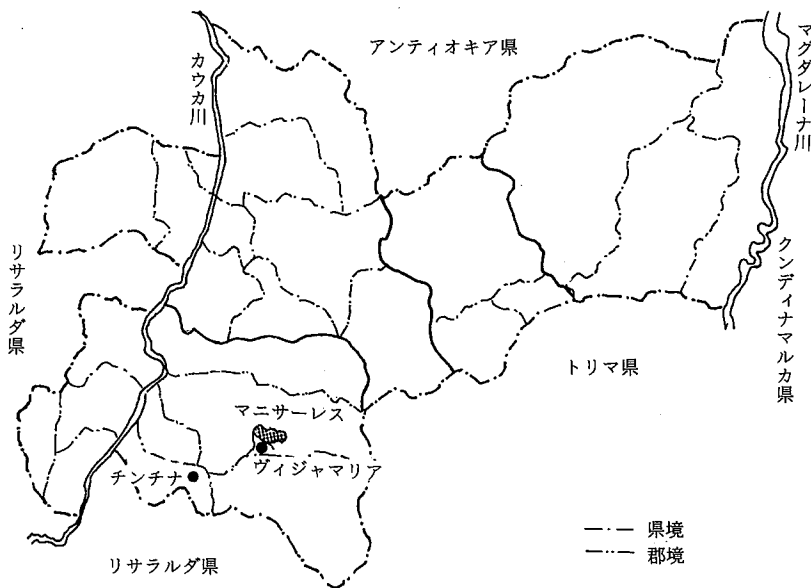 アンティオキア県
カウカ川
マグダレーナ川
リサラルダ県
クンディナマルカ県
トリマ県
マニサーレス
ヴィジャマリア
チンチナ
リサラルダ県
県境
郡境